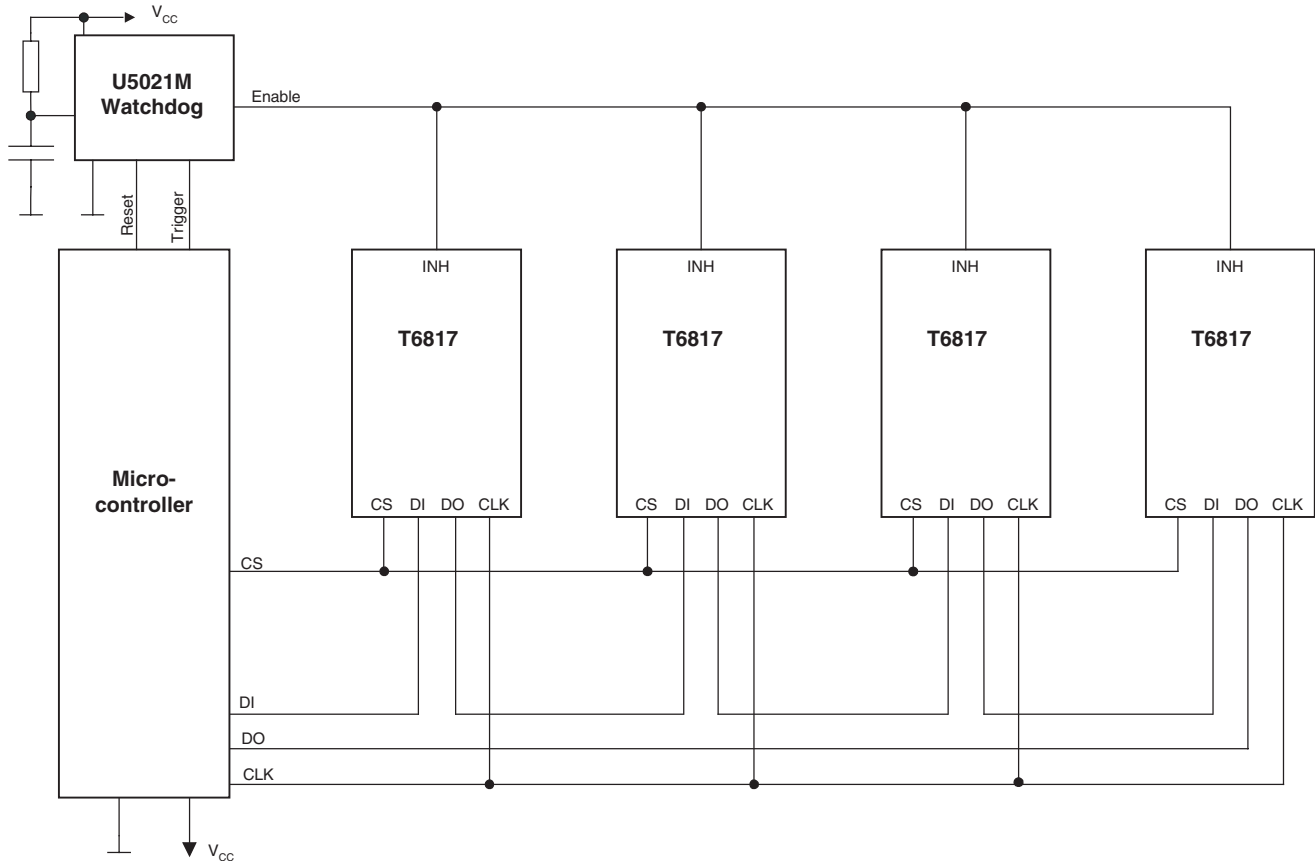 VCC
U5021M
Watchdog
Enable
Reset
Trigger
INH
INH
INH
INH
T6817
T6817
T6817
T6817
Micro-
controller
CS DI DO CLK
CS DI DO CLK
CS DI DO CLK
CS DI DO CLK
CS
DI
DO
CLK
VCC